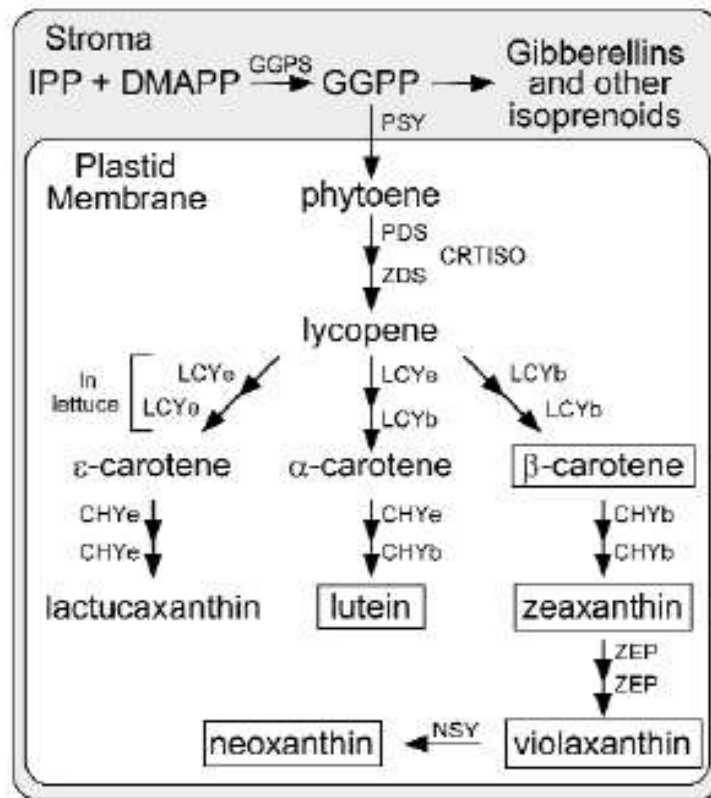 Stroma
IPP + DMAPP
GGPS
GGPP
Gibberellins
and other
isoprenoids
PSY
Plastid
Membrane
phytoene
PDS
CRTISO
ZDS
lycopene
In
lettuce
LCYe
LCYe
LCYe
LCYb
LCYb
LCYb
ε-carotene
α-carotene
β-carotene
CHYe
CHYe
CHYe
CHYb
CHYb
CHYb
lactucaxanthin
lutein
zeaxanthin
ZEP
ZEP
neoxanthin
NSY
violaxanthin